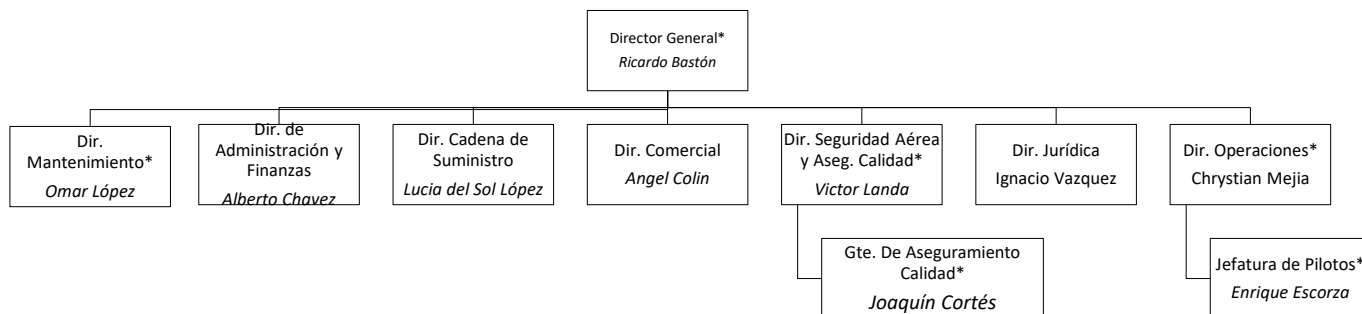 Director General*
Ricardo Bastón
Dir.
Mantenimiento*
Omar López
Dir. de
Administración y
Finanzas
Alberto Chavez
Dir. Cadena de
Suministro
Lucia del Sol López
Dir. Comercial
Angel Colin
Dir. Seguridad Aérea
y Aseg. Calidad*
Victor Landa
Dir. Jurídica
Ignacio Vazquez
Dir. Operaciones*
Chrystian Mejia
Gte. De Aseguramiento
Calidad*
Joaquín Cortés
Jefatura de Pilotos*
Enrique Escorza